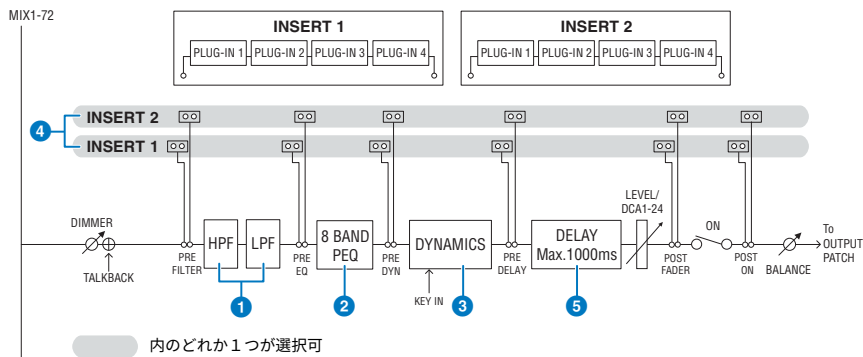 MIX1-72
INSERT 1
PLUG-IN 1 PLUG-IN 2 PLUG-IN 3 PLUG-IN 4
INSERT 2
PLUG-IN 1 PLUG-IN 2 PLUG-IN 3 PLUG-IN 4
4
INSERT 2
INSERT 1
DIMMER
TALKBACK
PRE
FILTER
HPF
LPF
1
PRE
EQ
8 BAND
PEQ
2
PRE
DYN
DYNAMICS
KEY IN
3
PRE
DELAY
DELAY
Max.1000ms
5
LEVEL/
DCA1-24
POST
FADER
ON
POST
ON
BALANCE
To
OUTPUT
PATCH
内のどれか１つが選択可